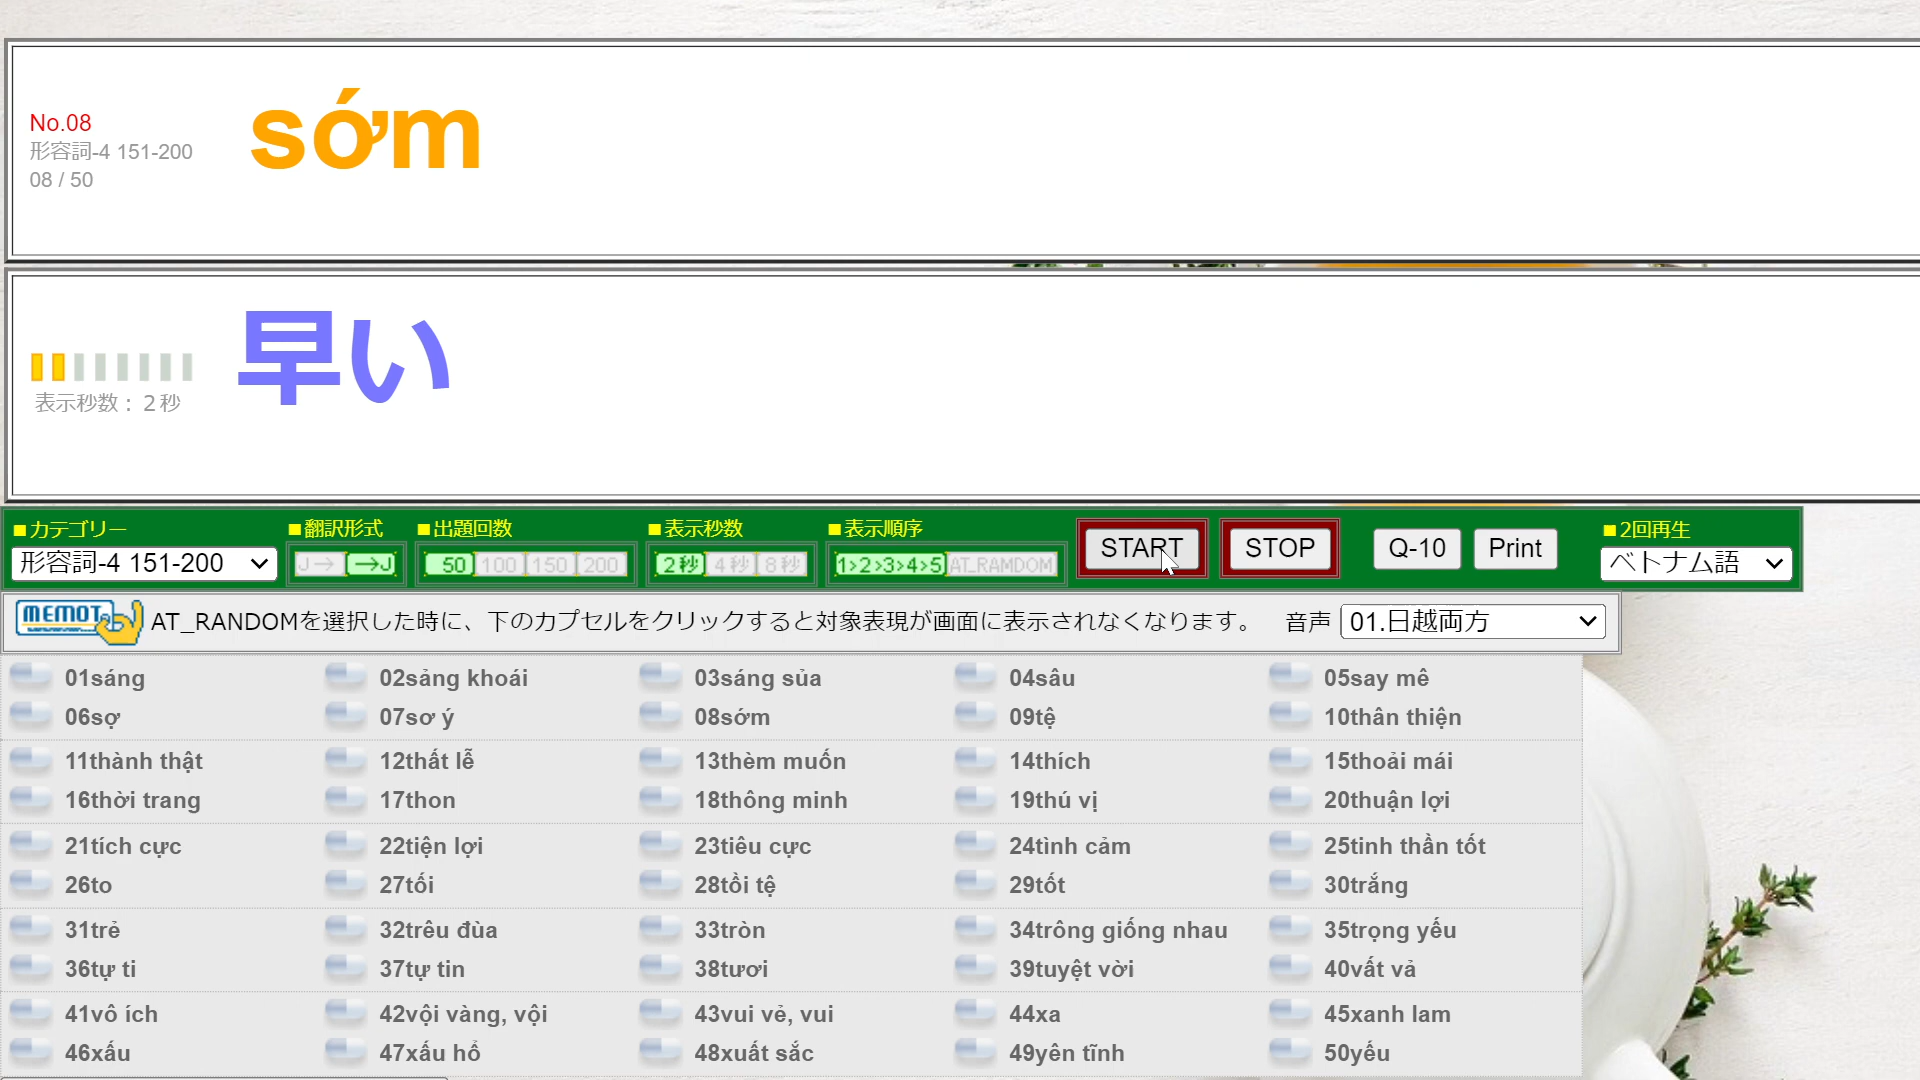 No.08
形容詞-4 151-200
08 / 50
sớm
早い
表示秒数：２秒
■カテゴリー
■翻訳形式
■出題回数
■表示秒数
■表示順序
■2回再生
形容詞-4 151-200
J→ →J
50 100 150 200
2秒 4秒 8秒
1>2>3>4>5 AT_RAMDOM
START
STOP
Q-10
Print
ベトナム語
MEMOT
AT_RANDOMを選択した時に、下のカプセルをクリックすると対象表現が画面に表示されなくなります。
音声
01.日越両方
01sáng 02sảng khoái 03sáng sủa 04sâu 05say mê
06sợ 07sơ ý 08sớm 09tệ 10thân thiện
11thành thật 12thất lễ 13thèm muốn 14thích 15thoải mái
16thời trang 17thon 18thông minh 19thú vị 20thuận lợi
21tích cực 22tiện lợi 23tiêu cực 24tình cảm 25tinh thần tốt
26to 27tối 28tồi tệ 29tốt 30trắng
31trẻ 32trêu đùa 33tròn 34trông giống nhau 35trọng yếu
36tự ti 37tự tin 38tươi 39tuyệt vời 40vất vả
41vô ích 42vội vàng, vội 43vui vẻ, vui 44xa 45xanh lam
46xấu 47xấu hổ 48xuất sắc 49yên tĩnh 50yếu